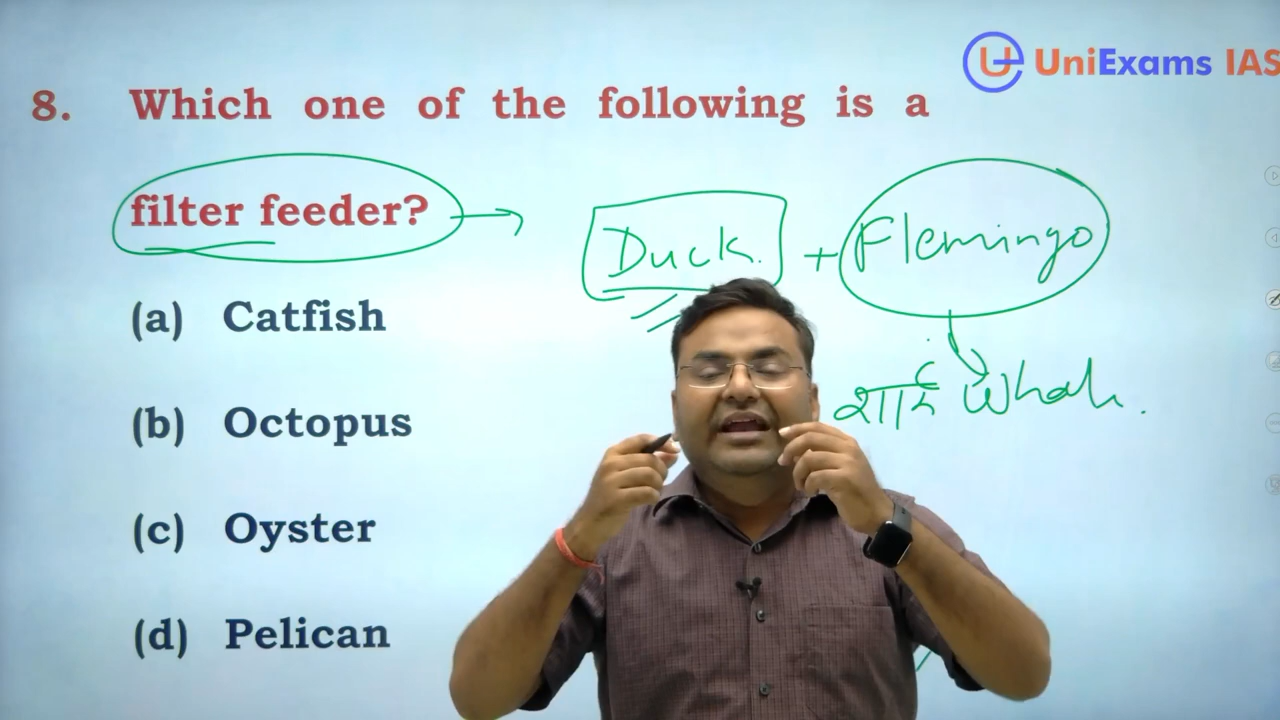 UniExams IAS
8. Which one of the following is a
filter feeder? → Duck. + Flemingo
(a) Catfish
शार्क Whale.
(b) Octopus
(c) Oyster
(d) Pelican